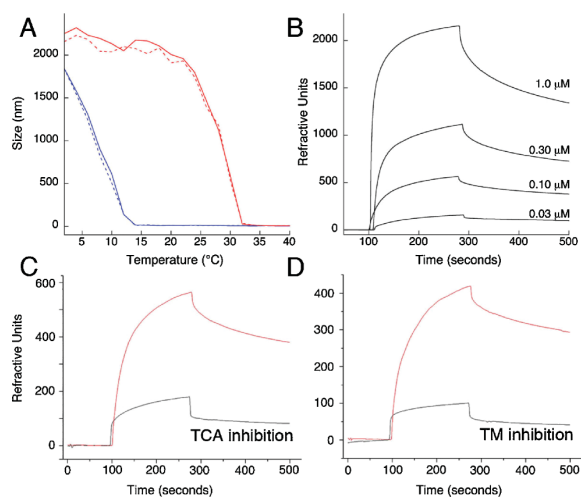 A
2500
2000
1500
1000
500
0
Size (nm)
5 10 15 20 25 30 35 40
Temperature (°C)
B
2000
1500
1000
500
0
Refractive Units
1.0 µM
0.30 µM
0.10 µM
0.03 µM
0 100 200 300 400 500
Time (seconds)
C
600
400
200
0
Refractive Units
TCA inhibition
0 100 200 300 400 500
Time (seconds)
D
400
300
200
100
0
TM inhibition
0 100 200 300 400 500
Time (seconds)